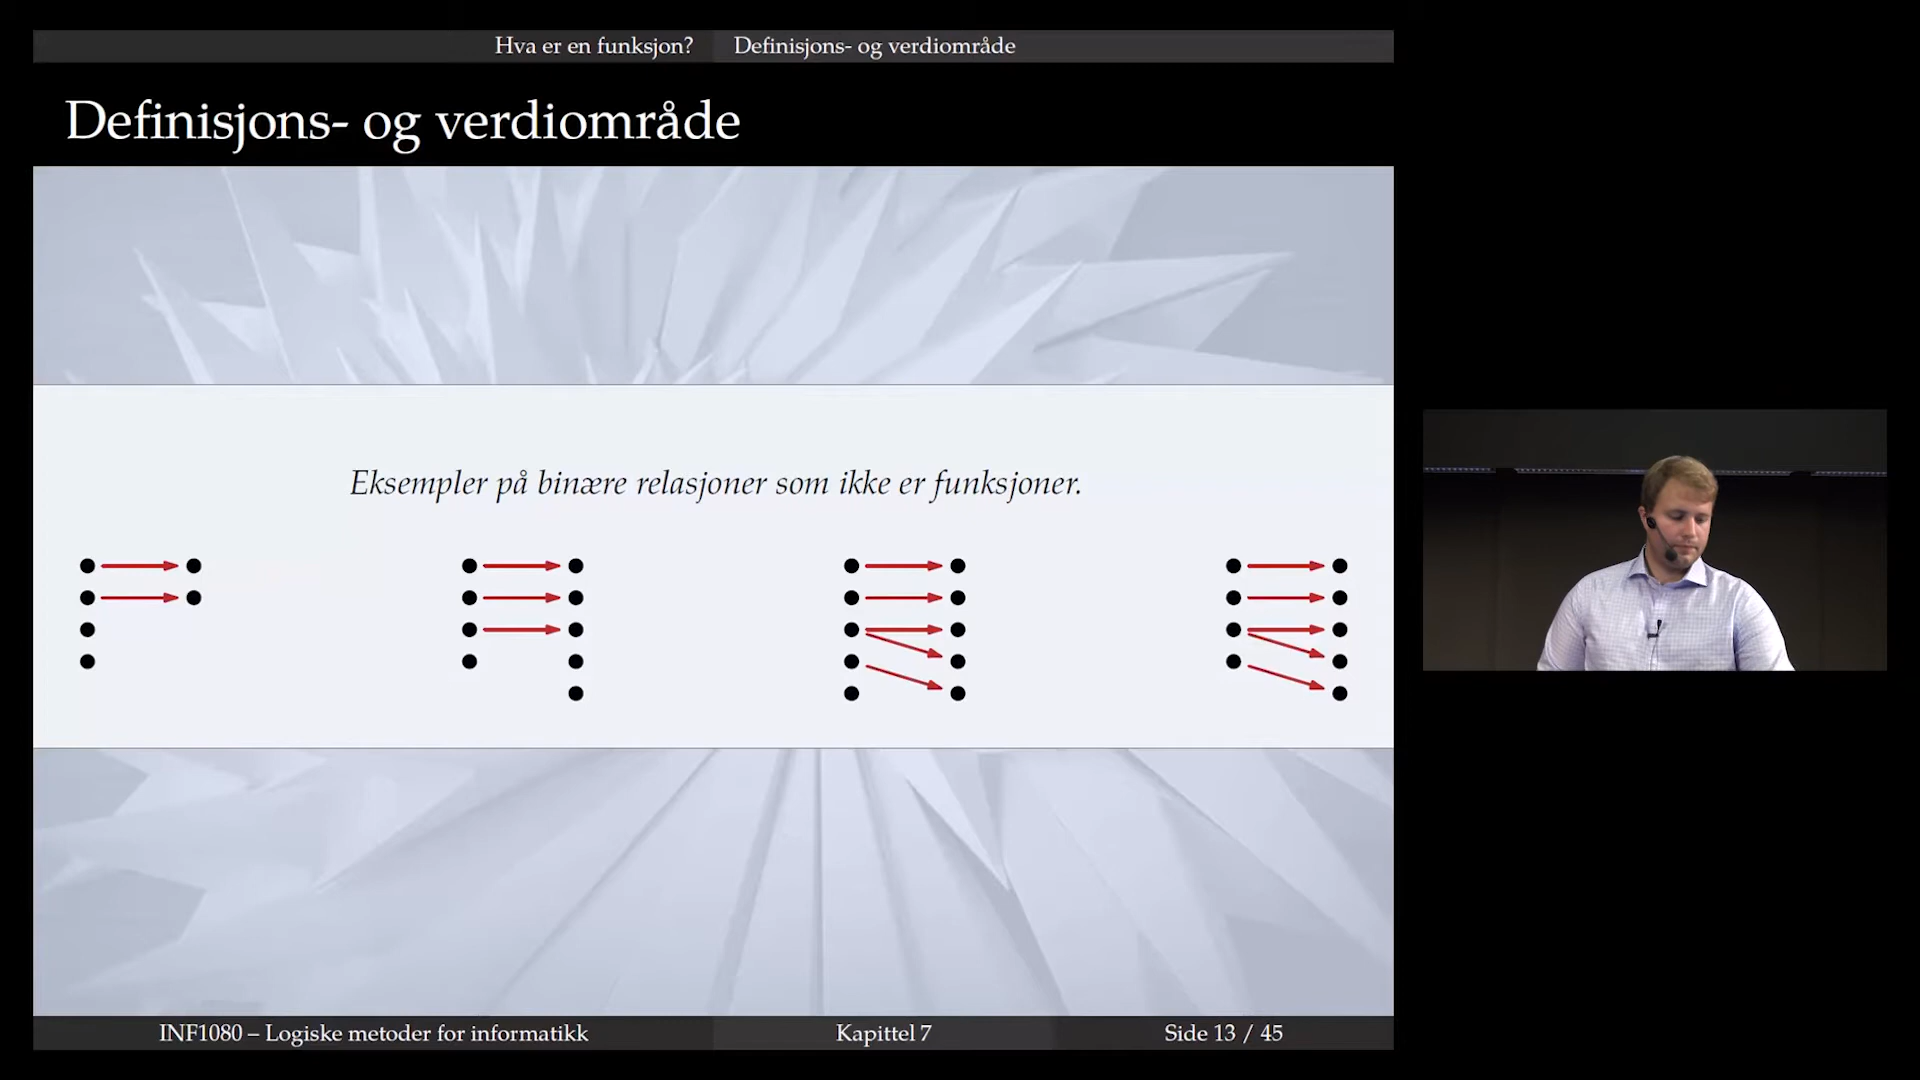 Hva er en funksjon? Definisjons- og verdiområde
Definisjons- og verdiområde
Eksempler på binære relasjoner som ikke er funksjoner.
INF1080 – Logiske metoder for informatikk Kapittel 7 Side 13 / 45